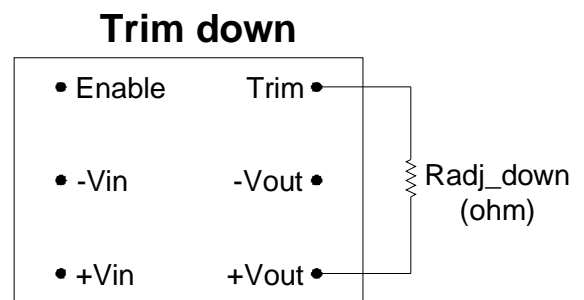 Trim down
Enable Trim
-Vin -Vout
Radj_down
(ohm)
+Vin +Vout